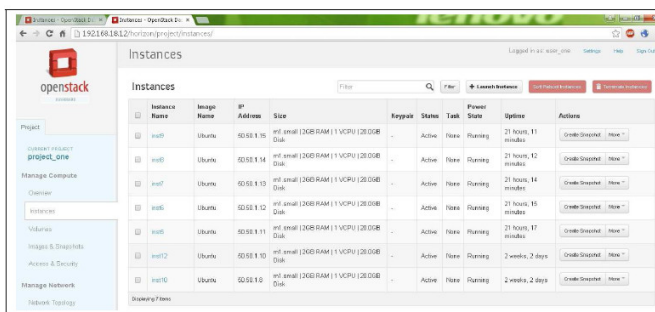 Instances - OpenStack Da
Instances - OpenStack Da
lenovo
192.168.18.12/horizon/project/instances/
Instances
Logged in as: user_one Settings Help Sign Out
openstack
DASHBOARD
Instances
Filter Filter + Launch Instance Soft Reboot Instances Terminate Instances
Instance Name Image Name IP Address Size Keypair Status Task Power State Uptime Actions
Project
CURRENT PROJECT
project_one
Manage Compute
Overview
Instances
Volumes
Images & Snapshots
Access & Security
Manage Network
Network Topology
inst9 Ubuntu 50.50.1.15 m1.small | 2GB RAM | 1 VCPU | 20.0GB Disk - Active None Running 21 hours, 11 minutes Create Snapshot More
inst8 Ubuntu 50.50.1.14 m1.small | 2GB RAM | 1 VCPU | 20.0GB Disk - Active None Running 21 hours, 12 minutes Create Snapshot More
inst7 Ubuntu 50.50.1.13 m1.small | 2GB RAM | 1 VCPU | 20.0GB Disk - Active None Running 21 hours, 14 minutes Create Snapshot More
inst6 Ubuntu 50.50.1.12 m1.small | 2GB RAM | 1 VCPU | 20.0GB Disk - Active None Running 21 hours, 15 minutes Create Snapshot More
inst5 Ubuntu 50.50.1.11 m1.small | 2GB RAM | 1 VCPU | 20.0GB Disk - Active None Running 21 hours, 17 minutes Create Snapshot More
inst12 Ubuntu 50.50.1.10 m1.small | 2GB RAM | 1 VCPU | 20.0GB Disk - Active None Running 2 weeks, 2 days Create Snapshot More
inst10 Ubuntu 50.50.1.8 m1.small | 2GB RAM | 1 VCPU | 20.0GB Disk - Active None Running 2 weeks, 2 days Create Snapshot More
Displaying 7 items